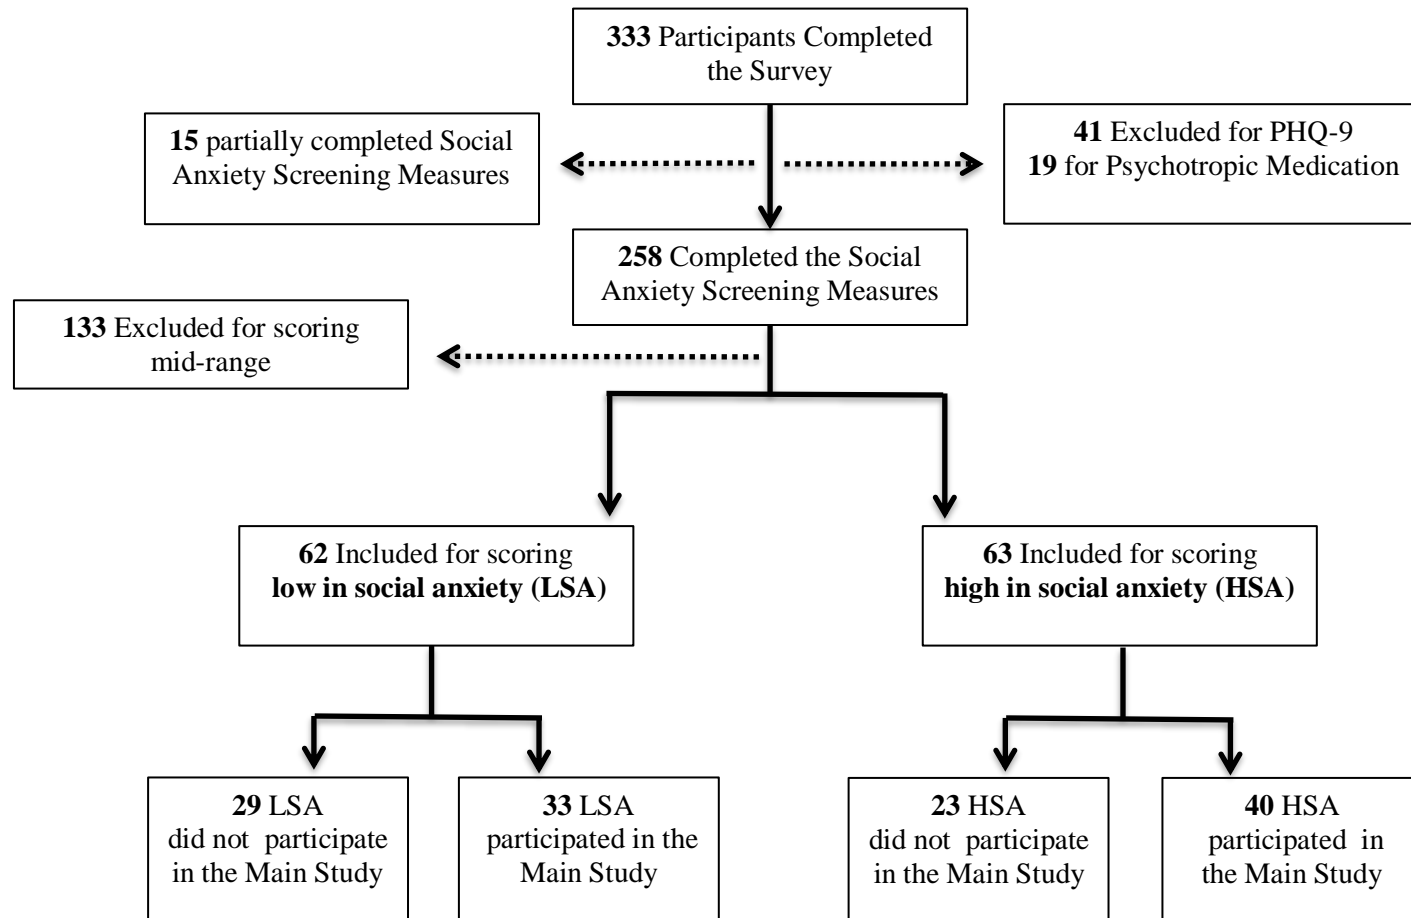 333 Participants Completed
the Survey
15 partially completed Social
Anxiety Screening Measures
41 Excluded for PHQ-9
19 for Psychotropic Medication
258 Completed the Social
Anxiety Screening Measures
133 Excluded for scoring
mid-range
62 Included for scoring
low in social anxiety (LSA)
63 Included for scoring
high in social anxiety (HSA)
29 LSA
did not participate
in the Main Study
33 LSA
participated in the
Main Study
23 HSA
did not participate
in the Main Study
40 HSA
participated in
the Main Study